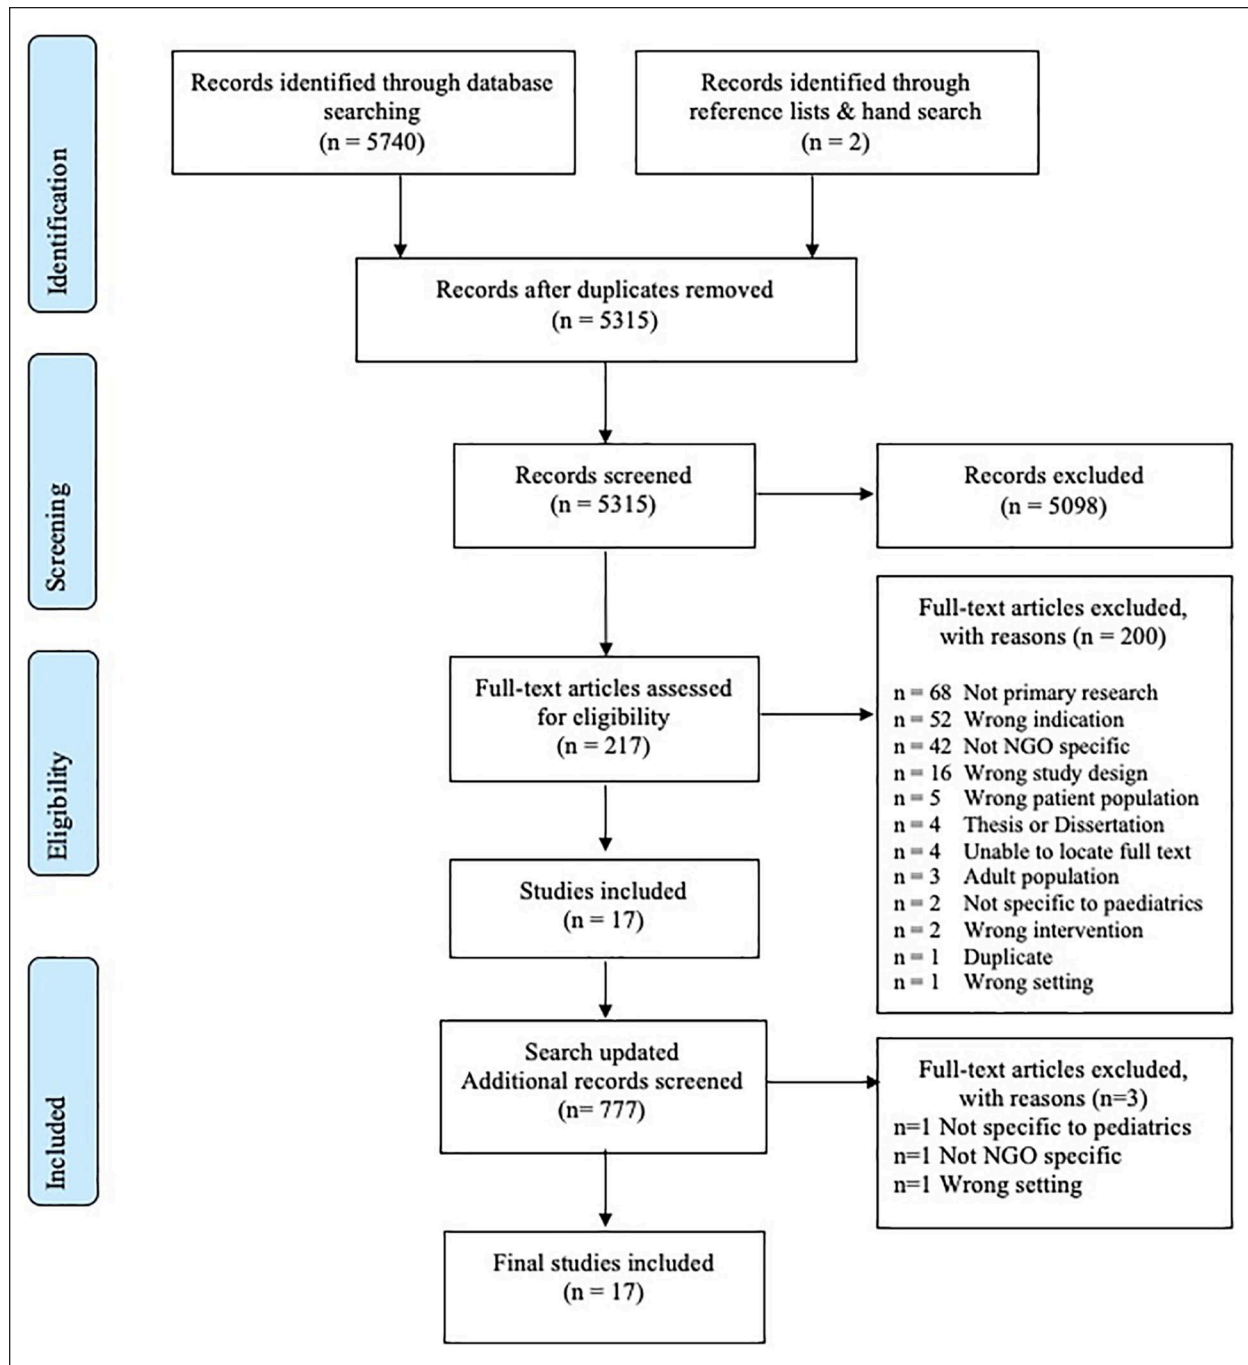 Identification
Records identified through database
searching
(n = 5740)
Records identified through
reference lists & hand search
(n = 2)
Records after duplicates removed
(n = 5315)
Screening
Records screened
(n = 5315)
Records excluded
(n = 5098)
Eligibility
Full-text articles assessed
for eligibility
(n = 217)
Full-text articles excluded,
with reasons (n = 200)
n = 68 Not primary research
n = 52 Wrong indication
n = 42 Not NGO specific
n = 16 Wrong study design
n = 5 Wrong patient population
n = 4 Thesis or Dissertation
n = 4 Unable to locate full text
n = 3 Adult population
n = 2 Not specific to paediatrics
n = 2 Wrong intervention
n = 1 Duplicate
n = 1 Wrong setting
Studies included
(n = 17)
Included
Search updated
Additional records screened
(n= 777)
Full-text articles excluded,
with reasons (n=3)
n=1 Not specific to pediatrics
n=1 Not NGO specific
n=1 Wrong setting
Final studies included
(n = 17)